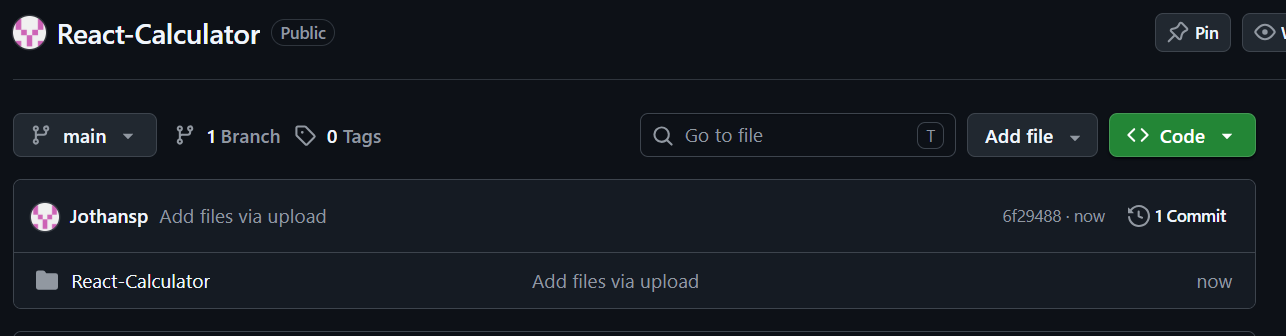 React-Calculator Public Pin
main 1 Branch 0 Tags Go to file T Add file Code
Jothansp Add files via upload 6f29488 · now 1 Commit
React-Calculator Add files via upload now